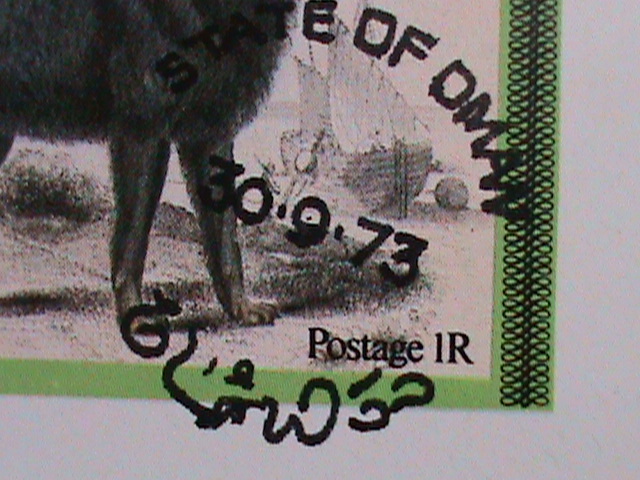 STATE OF OMAN
30.9.73
Postage 1R